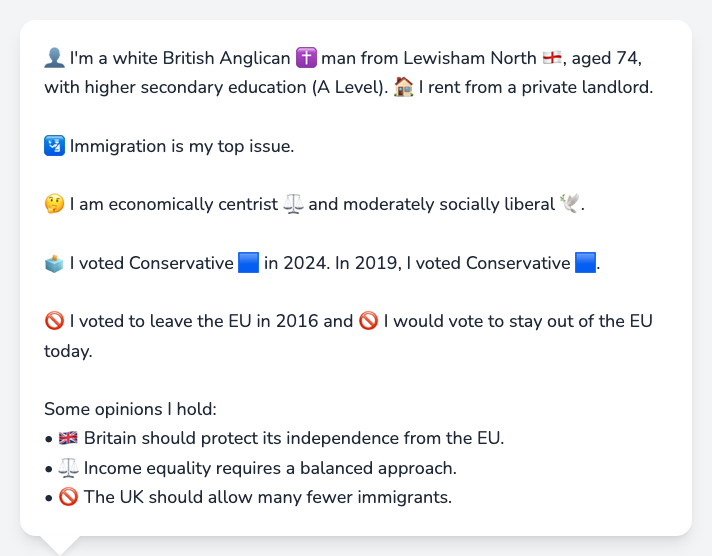 👤 I'm a white British Anglican ✝️ man from Lewisham North 🏴󠁧󠁢󠁥󠁮󠁧󠁿, aged 74,
with higher secondary education (A Level). 🏠 I rent from a private landlord.
🛂 Immigration is my top issue.
🤔 I am economically centrist ⚖️ and moderately socially liberal 🕊️.
🗳️ I voted Conservative 🟦 in 2024. In 2019, I voted Conservative 🟦.
🚫 I voted to leave the EU in 2016 and 🚫 I would vote to stay out of the EU
today.
Some opinions I hold:
• 🇬🇧 Britain should protect its independence from the EU.
• ⚖️ Income equality requires a balanced approach.
• 🚫 The UK should allow many fewer immigrants.